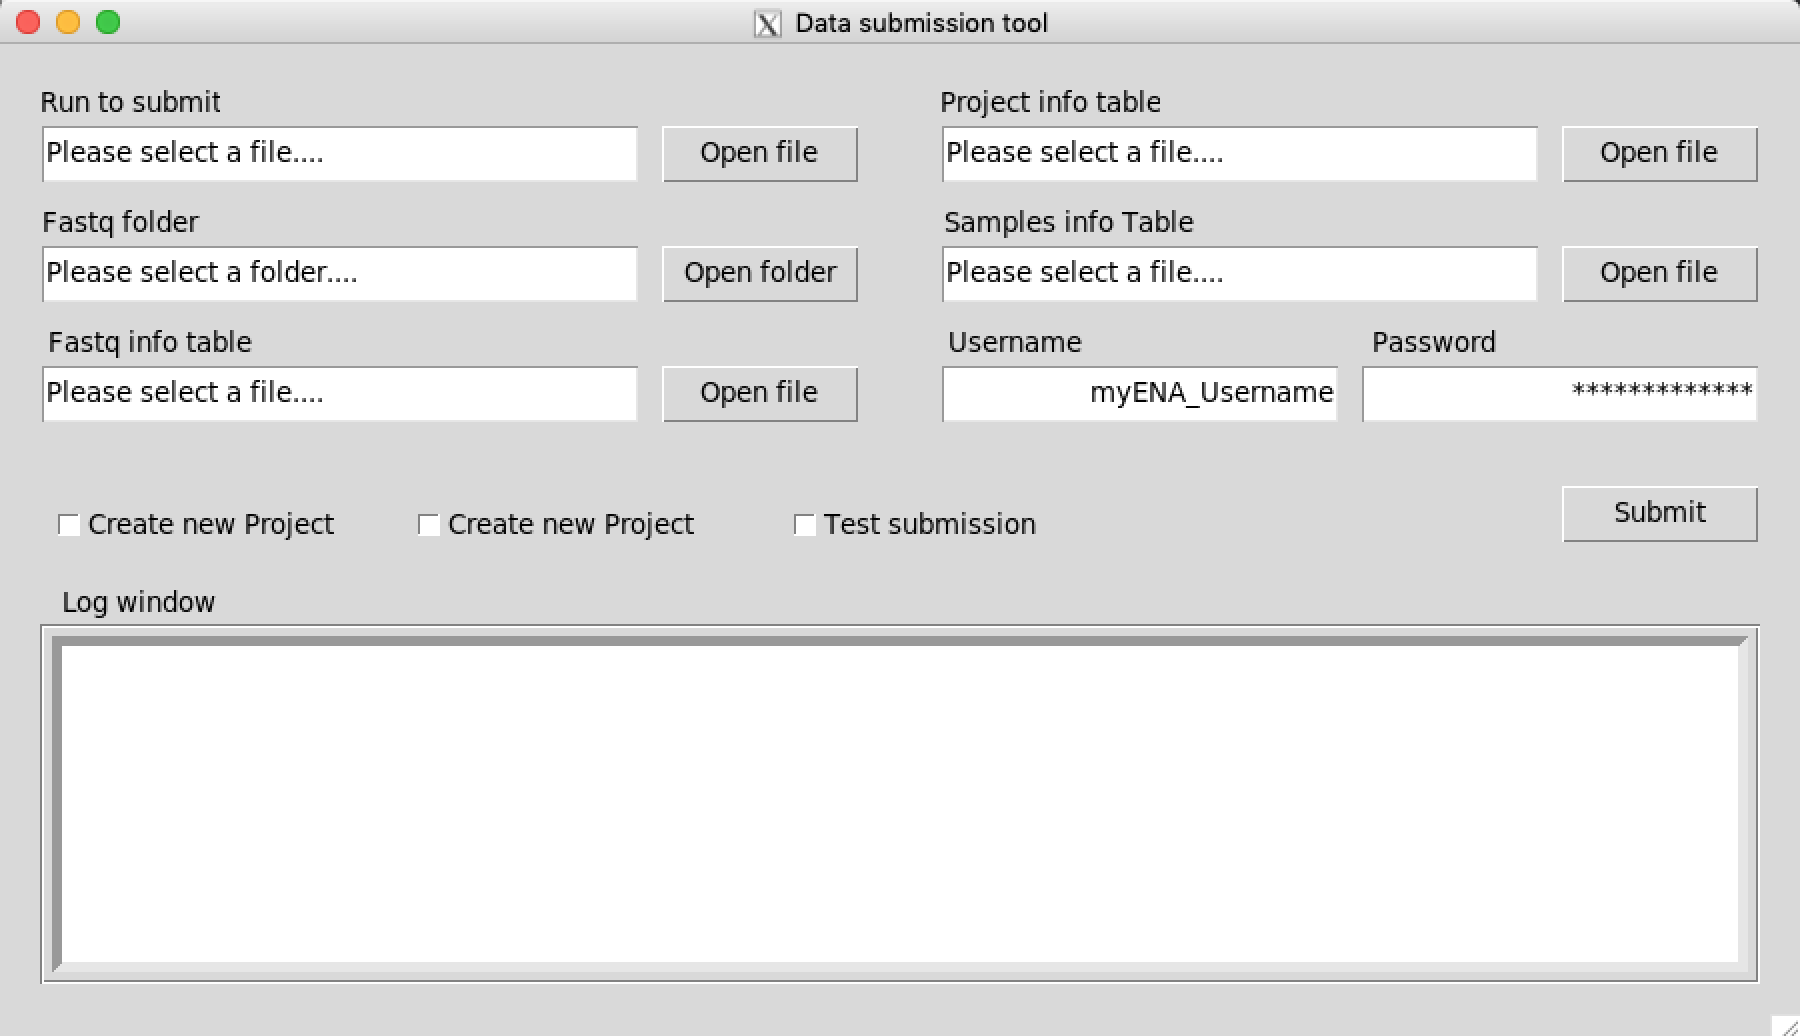 Data submission tool
Run to submit
Please select a file....
Open file
Project info table
Please select a file....
Open file
Fastq folder
Please select a folder....
Open folder
Samples info Table
Please select a file....
Open file
Fastq info table
Please select a file....
Open file
Username
myENA_Username
Password
*************
Create new Project
Create new Project
Test submission
Submit
Log window